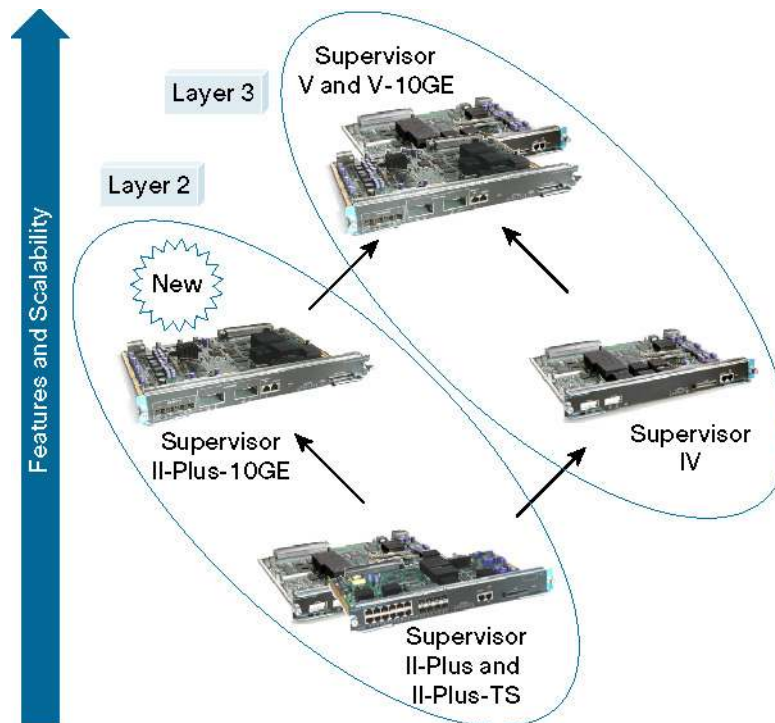 Supervisor
V and V-10GE
Layer 3
Layer 2
New
Features and Scalability
Supervisor
II-Plus-10GE
Supervisor
IV
Supervisor
II-Plus and
II-Plus-TS